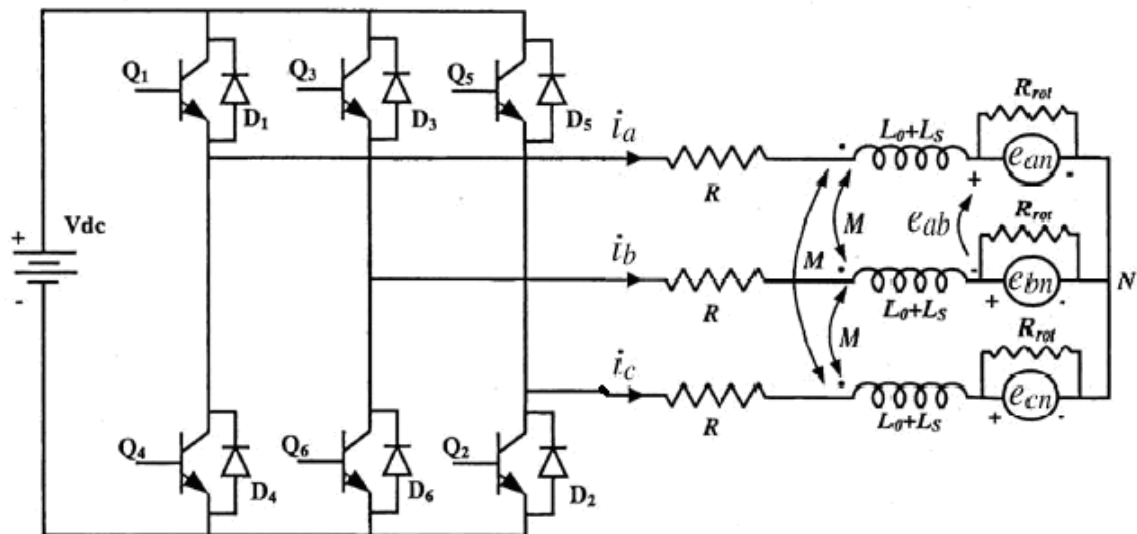 Q1
D1
Q3
D3
Q5
D5
+
Vdc
-
Q4
D4
Q6
D6
Q2
D2
ia
R
L0+LS
Rrot
ean
+
-
M
eab
M
ib
R
L0+LS
Rrot
ebn
-
+
-
N
M
ic
R
L0+LS
Rrot
ecn
+
-